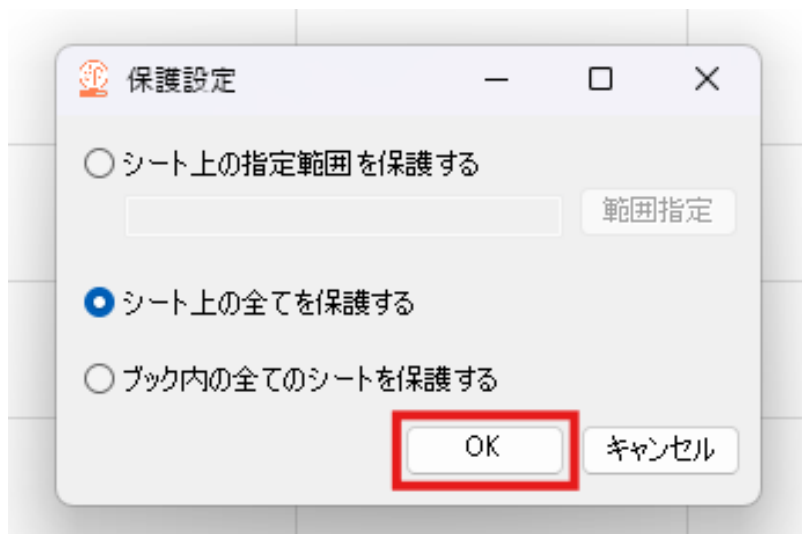 保護設定
シート上の指定範囲を保護する
範囲指定
シート上の全てを保護する
ブック内の全てのシートを保護する
OK キャンセル